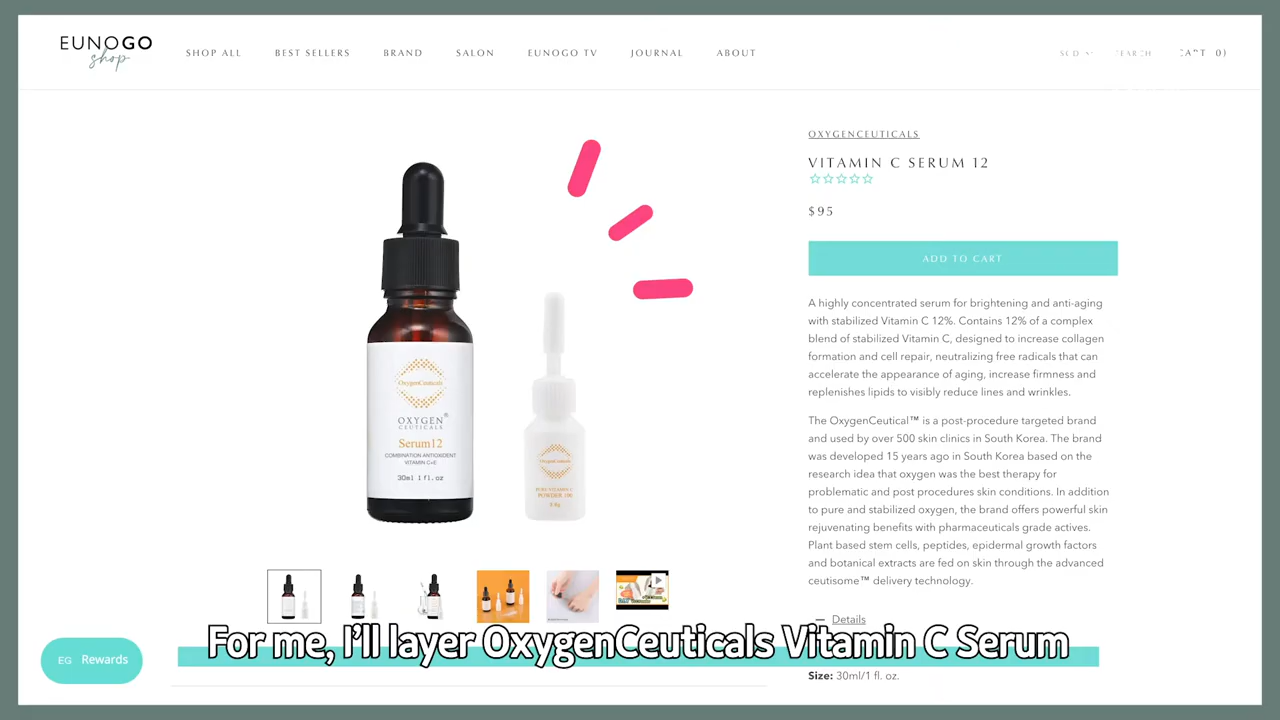 EUNOGO
shop
SHOP ALL BEST SELLERS BRAND SALON EUNOGO TV JOURNAL ABOUT
OXYGENCEUTICALS
VITAMIN C SERUM 12
$95
ADD TO CART
A highly concentrated serum for brightening and anti-aging
with stabilized Vitamin C 12%. Contains 12% of a complex
blend of stabilized Vitamin C, designed to increase collagen
formation and cell repair, neutralizing free radicals that can
accelerate the appearance of aging, increase firmness and
replenishes lipids to visibly reduce lines and wrinkles.
The OxygenCeutical™ is a post-procedure targeted brand
and used by over 500 skin clinics in South Korea. The brand
was developed 15 years ago in South Korea based on the
research idea that oxygen was the best therapy for
problematic and post procedures skin conditions. In addition
to pure and stabilized oxygen, the brand offers powerful skin
rejuvenating benefits with pharmaceuticals grade actives.
Plant based stem cells, peptides, epidermal growth factors
and botanical extracts are fed on skin through the advanced
ceutisome™ delivery technology.
Details
Size: 30ml/1 fl. oz.
OxygenCeuticals
OXYGEN®
CEUTICALS
Serum12
COMBINATION ANTIOXIDENT
VITAMIN C+E
30ml 1 fl.oz
OxygenCeuticals
PURE VITAMIN C
POWDER 100
EG Rewards
For me, I'll layer OxygenCeuticals Vitamin C Serum